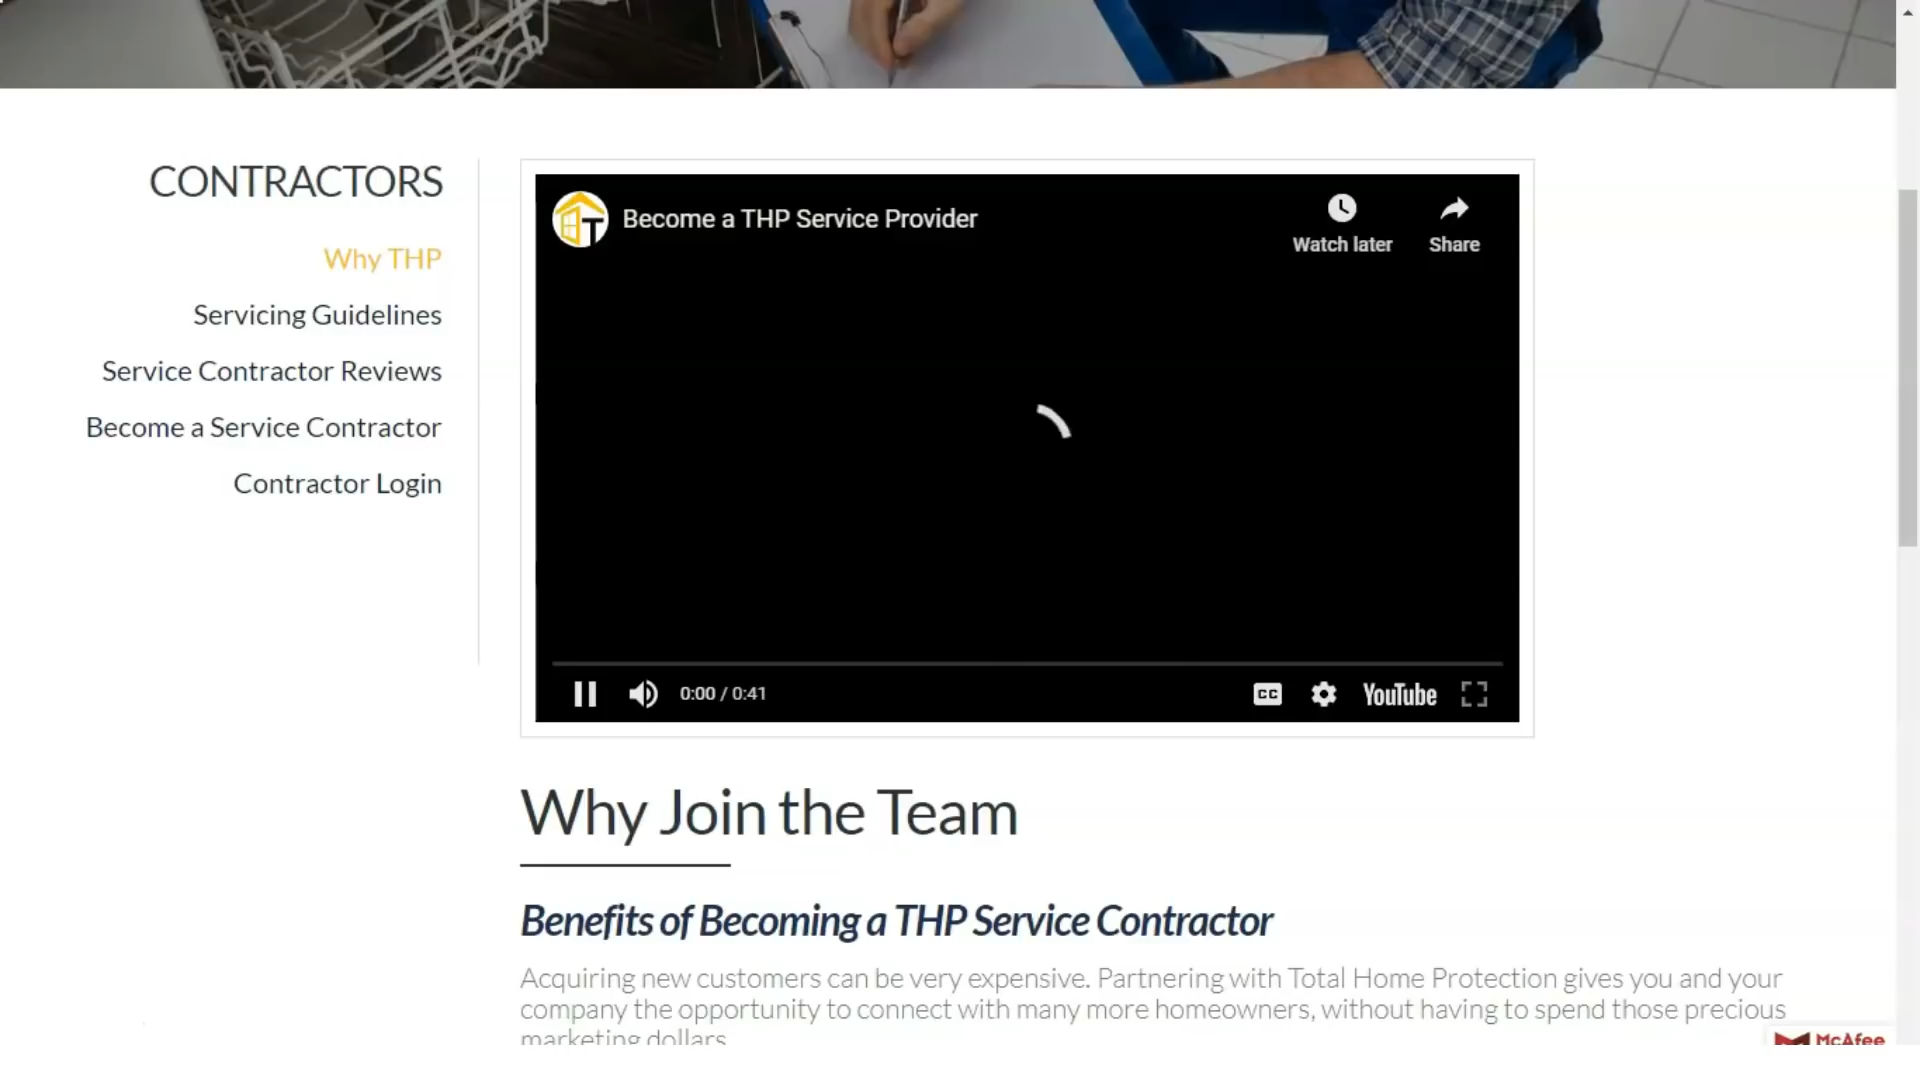 CONTRACTORS
Why THP
Servicing Guidelines
Service Contractor Reviews
Become a Service Contractor
Contractor Login
T
Become a THP Service Provider
Watch later
Share
0:00 / 0:41
CC
YouTube
Why Join the Team
Benefits of Becoming a THP Service Contractor
Acquiring new customers can be very expensive. Partnering with Total Home Protection gives you and your
company the opportunity to connect with many more homeowners, without having to spend those precious
marketing dollars
McAfee